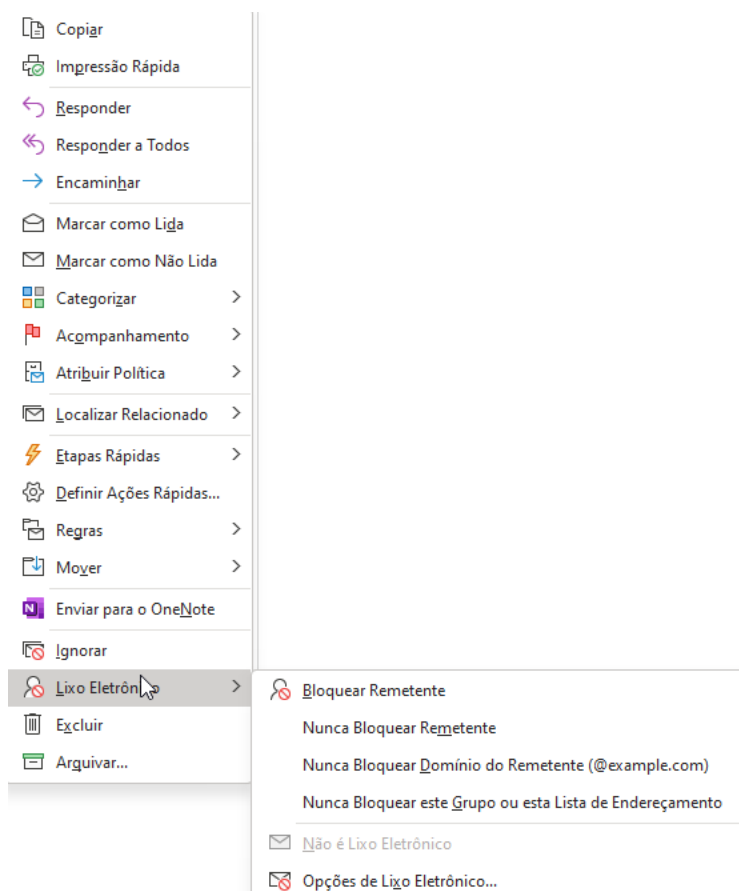 Copiar
Impressão Rápida
Responder
Responder a Todos
Encaminhar
Marcar como Lida
Marcar como Não Lida
Categorizar
Acompanhamento
Atribuir Política
Localizar Relacionado
Etapas Rápidas
Definir Ações Rápidas...
Regras
Mover
Enviar para o OneNote
Ignorar
Lixo Eletrônico
Excluir
Arquivar...
Bloquear Remetente
Nunca Bloquear Remetente
Nunca Bloquear Domínio do Remetente (@example.com)
Nunca Bloquear este Grupo ou esta Lista de Endereçamento
Não é Lixo Eletrônico
Opções de Lixo Eletrônico...